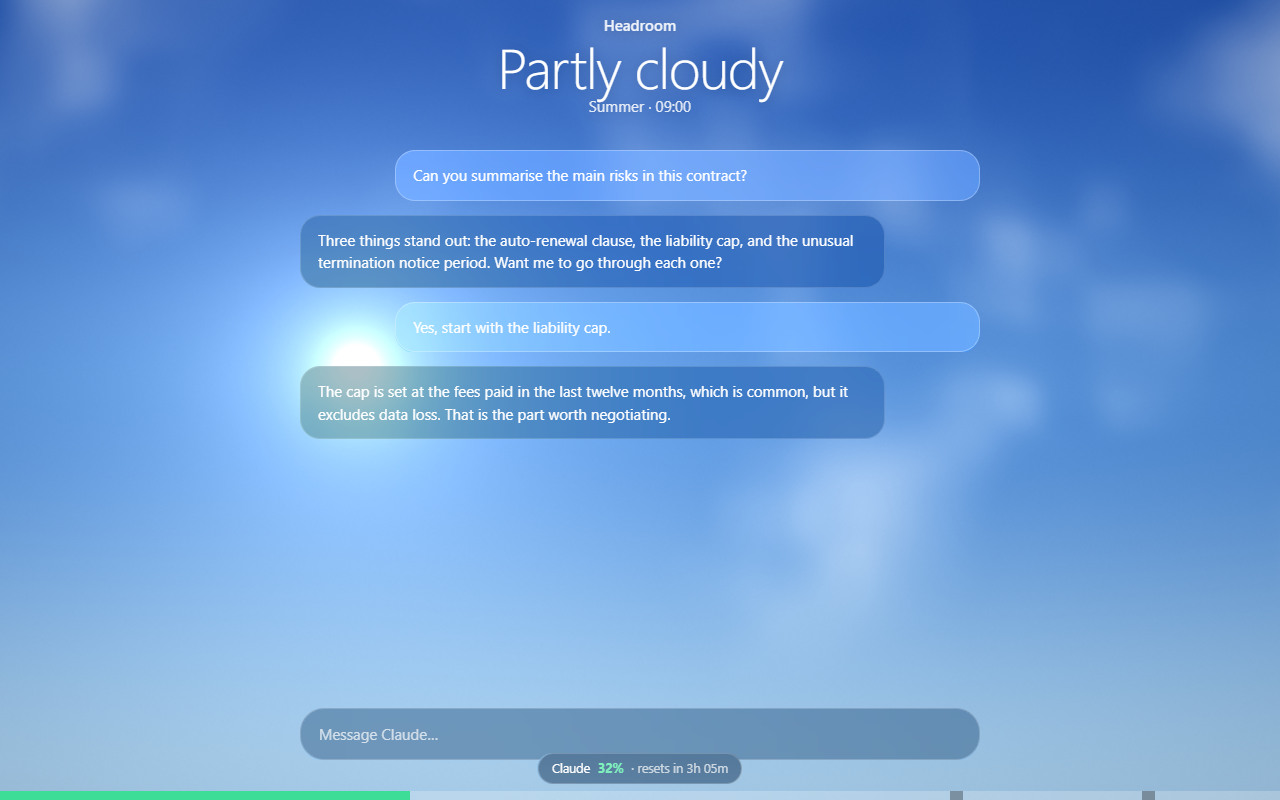 Headroom
Partly cloudy
Summer · 09:00
Can you summarise the main risks in this contract?
Three things stand out: the auto-renewal clause, the liability cap, and the unusual
termination notice period. Want me to go through each one?
Yes, start with the liability cap.
The cap is set at the fees paid in the last twelve months, which is common, but it
excludes data loss. That is the part worth negotiating.
Message Claude...
Claude 32% · resets in 3h 05m